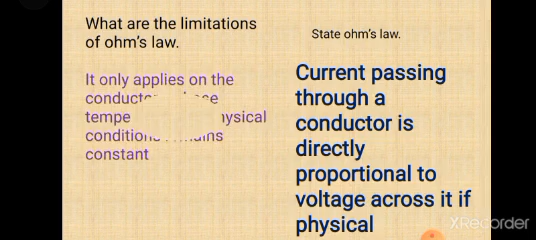 What are the limitations
of ohm's law.
It only applies on the
conditions
constant
State ohm's law.
Current passing
through a
conductor is
directly
proportional to
voltage across it if
physical
XRecorder